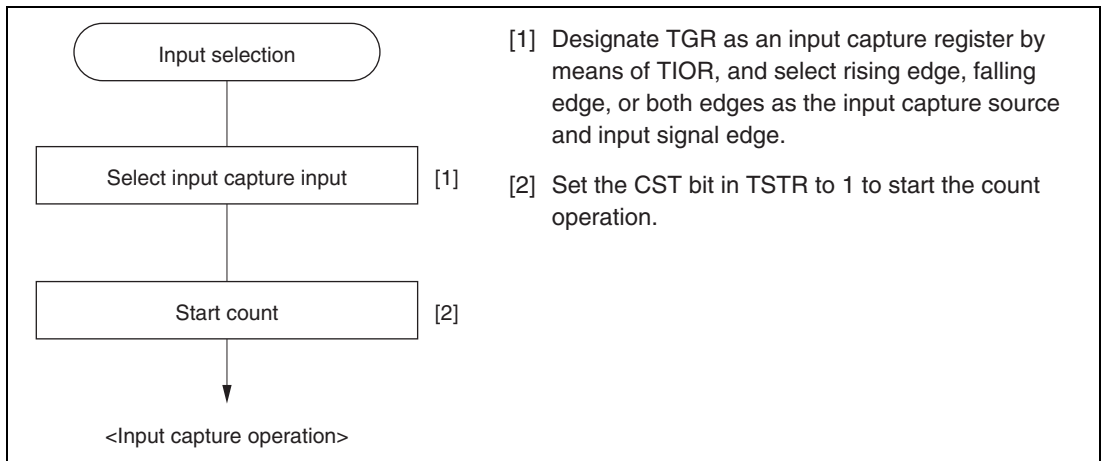 Input selection
Select input capture input
[1]
Start count
[2]
<Input capture operation>
[1] Designate TGR as an input capture register by
means of TIOR, and select rising edge, falling
edge, or both edges as the input capture source
and input signal edge.
[2] Set the CST bit in TSTR to 1 to start the count
operation.